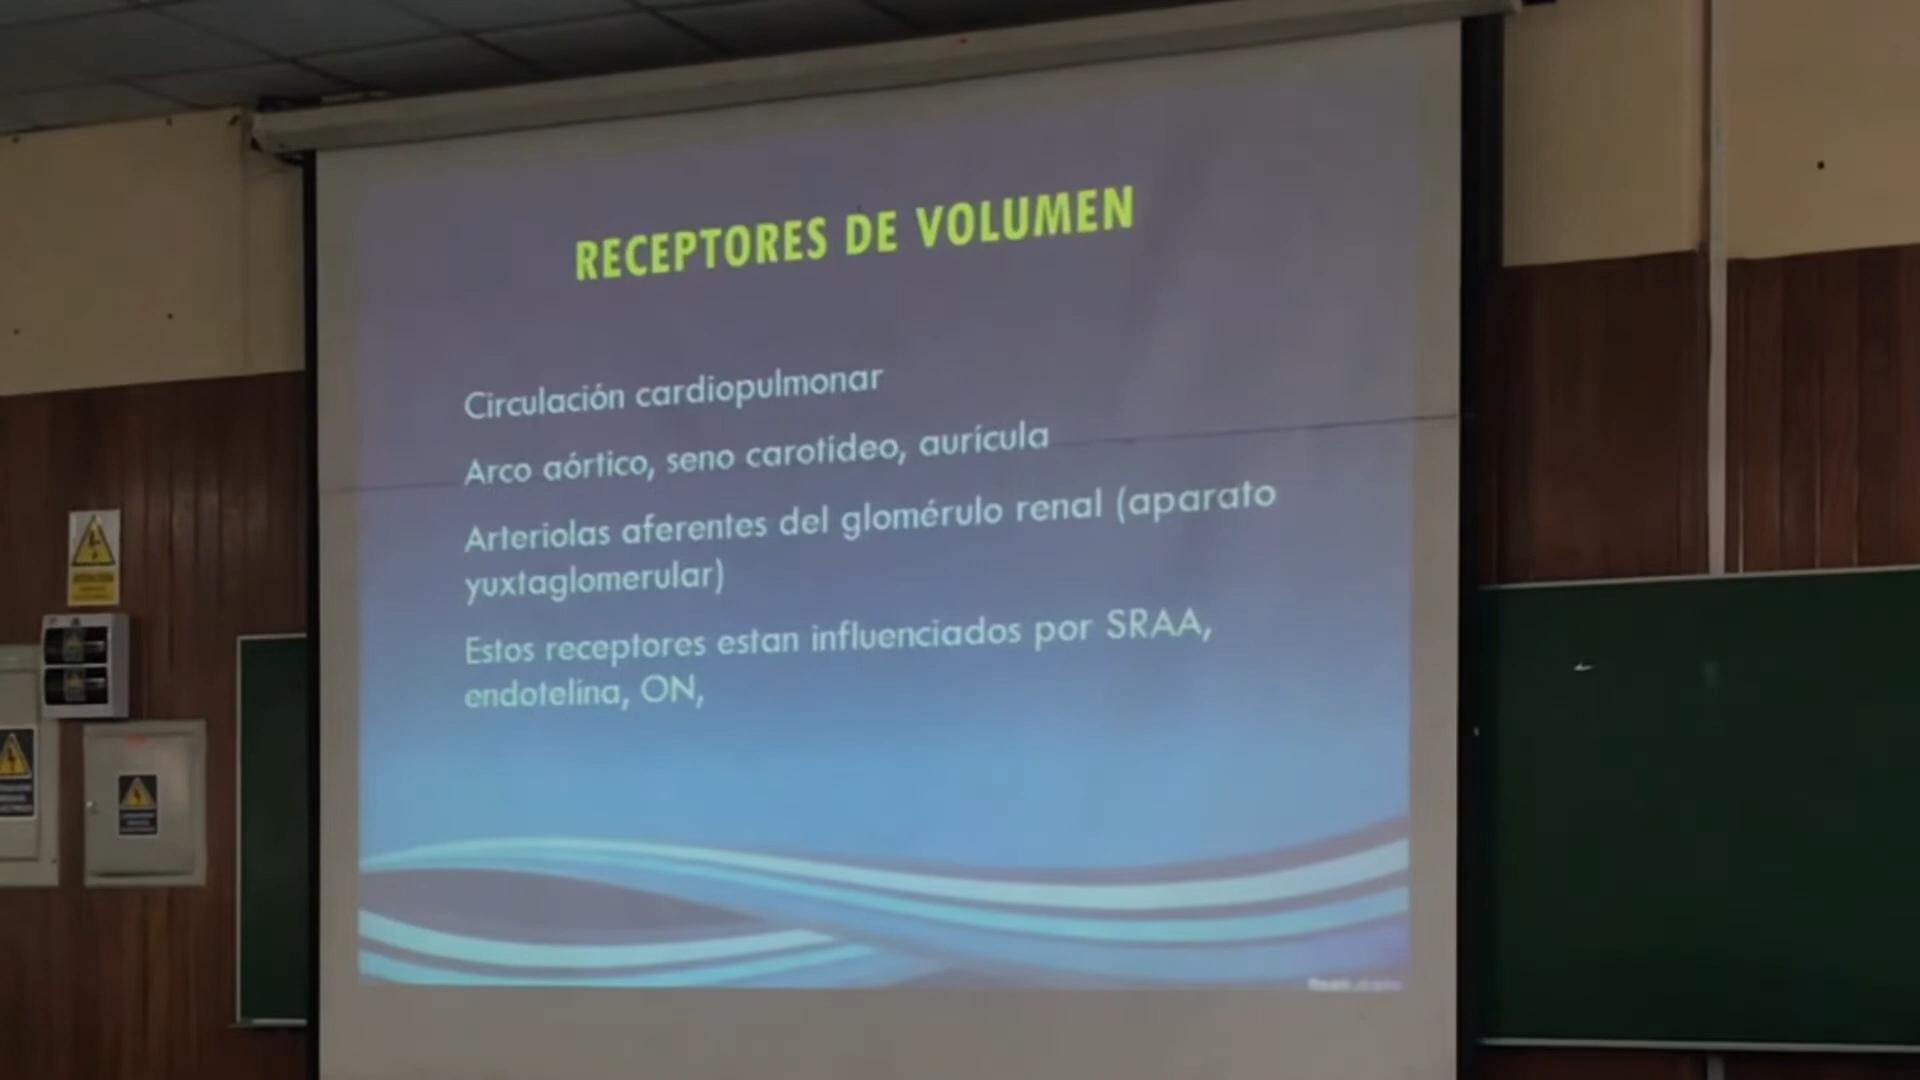 RECEPTORES DE VOLUMEN
Circulación cardiopulmonar
Arco aórtico, seno carotídeo, aurícula
Arteriolas aferentes del glomérulo renal (aparato
yuxtaglomerular)
Estos receptores estan influenciados por SRAA,
endotelina, ON,